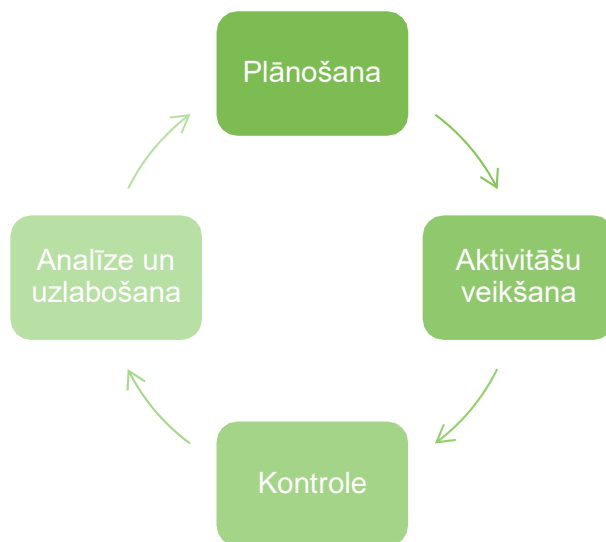 Plānošana
Aktivitāšu
veikšana
Kontrole
Analīze un
uzlabošana